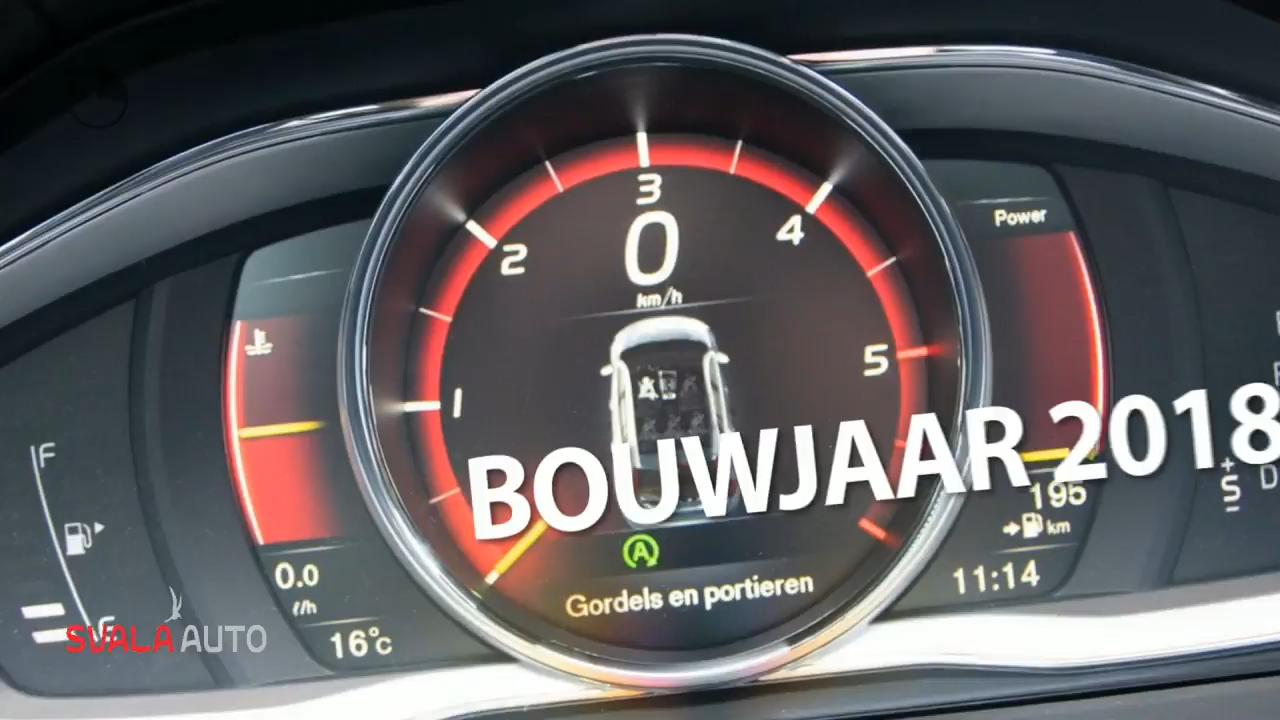 3
2
4
0
km/h
Power
5
1
BOUWJAAR 2018
F
+
S
D
195
km
A
0.0
ℓ/h
11:14
Gordels en portieren
16°c
SVALA AUTO